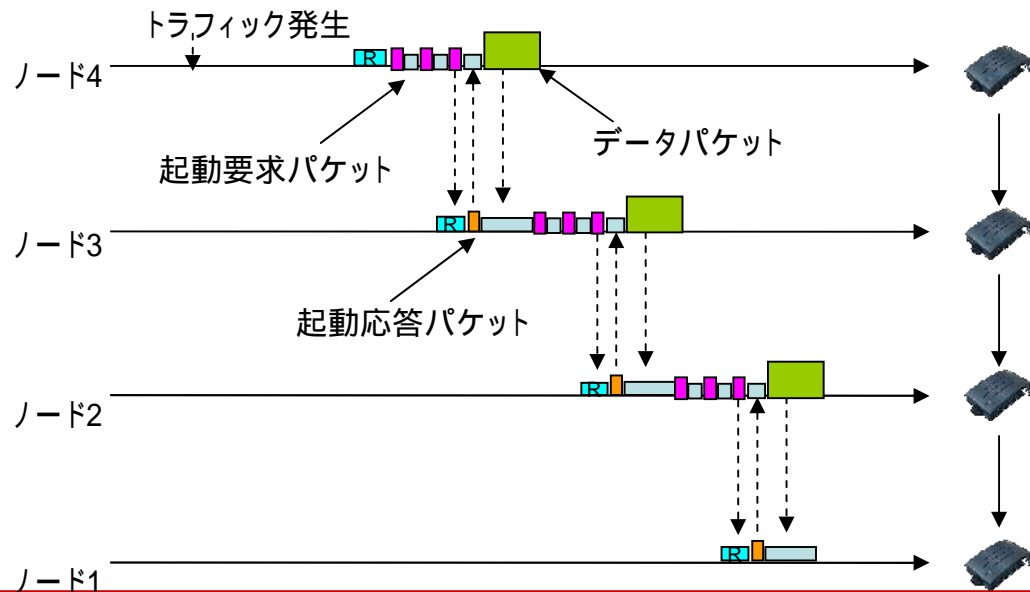 トラフィック発生
R
ノード4
データパケット
起動要求パケット
R
ノード3
起動応答パケット
R
ノード2
R
ノード1